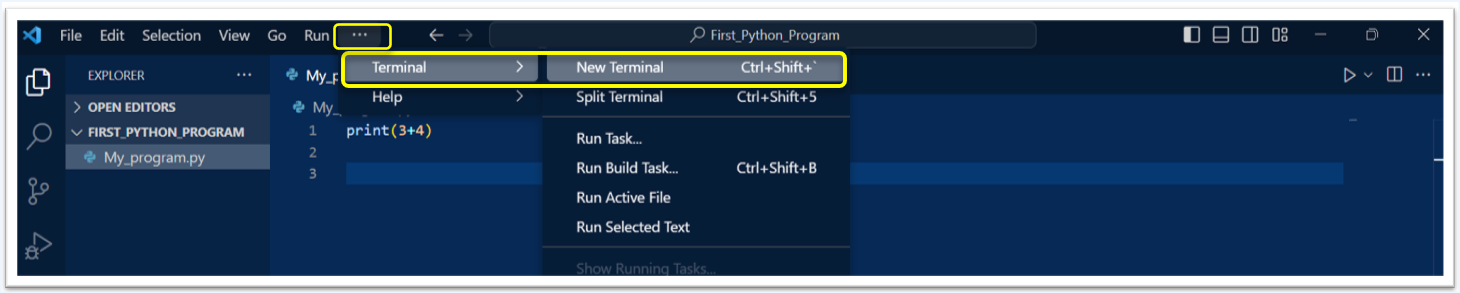 File Edit Selection View Go Run ··· First_Python_Program
EXPLORER ··· My_p
Terminal New Terminal Ctrl+Shift+`
Help Split Terminal Ctrl+Shift+5
OPEN EDITORS My_
FIRST_PYTHON_PROGRAM 1 print(3+4)
My_program.py 2
3
Run Task...
Run Build Task... Ctrl+Shift+B
Run Active File
Run Selected Text
Show Running Tasks...